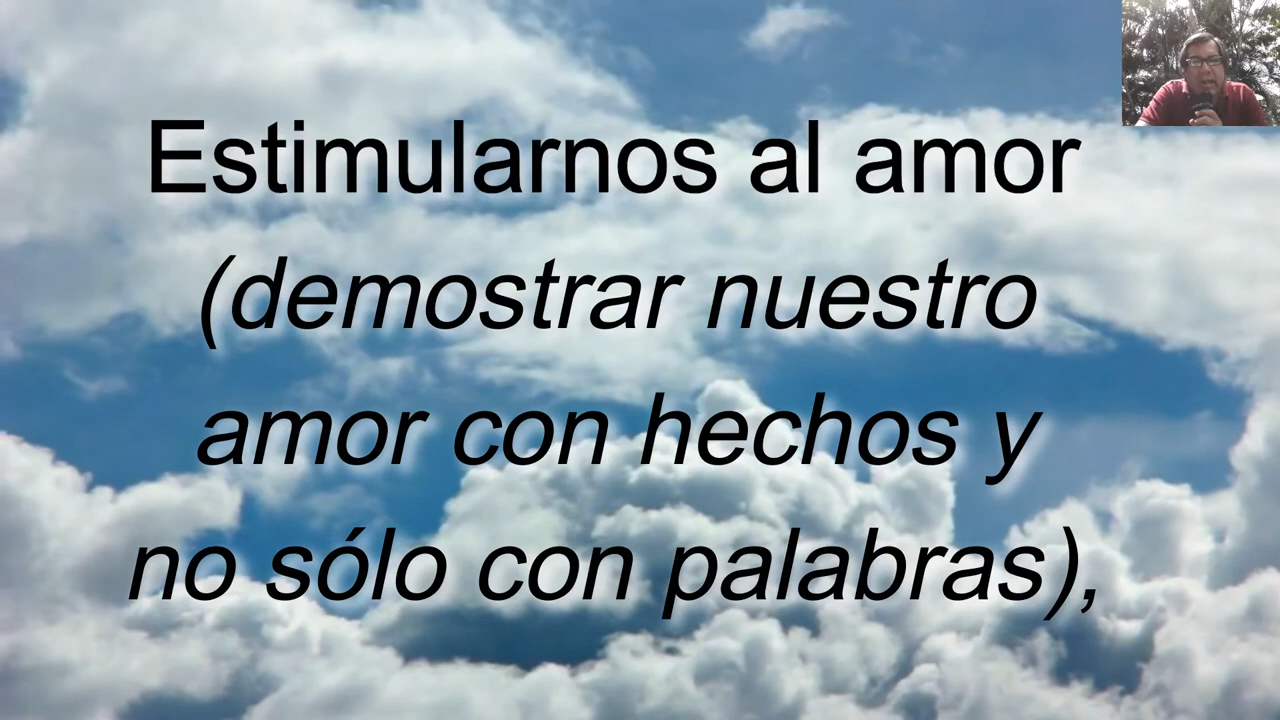 Estimularnos al amor
(demostrar nuestro
amor con hechos y
no sólo con palabras),